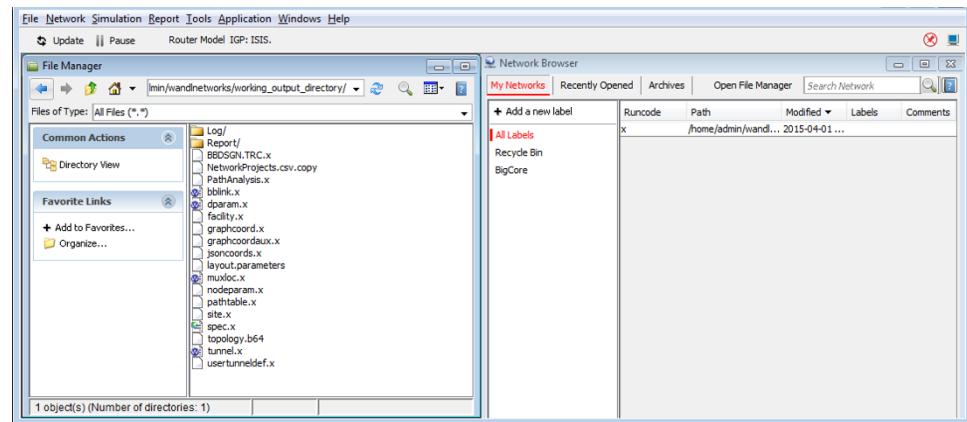 File Network Simulation Report Tools Application Windows Help
Update Pause Router Model IGP: ISIS.
File Manager
lmin/wandlnetworks/working_output_directory/
Files of Type: All Files (*.*)
Common Actions
Directory View
Favorite Links
Add to Favorites...
Organize...
Log/
Report/
BBDSGN.TRC.x
NetworkProjects.csv.copy
PathAnalysis.x
bblink.x
dparam.x
facility.x
graphcoord.x
graphcoordaux.x
jsoncoords.x
layout.parameters
muxloc.x
nodeparam.x
pathtable.x
site.x
spec.x
topology.b64
tunnel.x
usertunneldef.x
1 object(s) (Number of directories: 1)
Network Browser
My Networks Recently Opened Archives Open File Manager Search Network
+ Add a new label
All Labels
Recycle Bin
BigCore
Runcode Path Modified Labels Comments
x /home/admin/wandl... 2015-04-01 ...